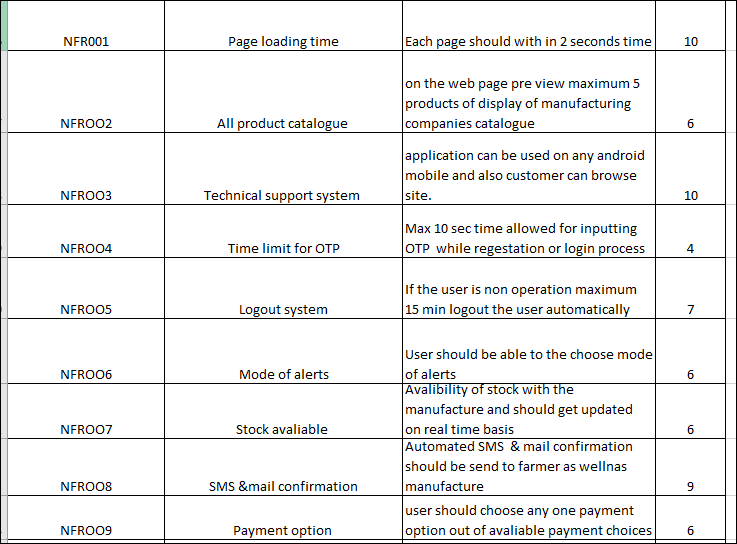 NFR001 Page loading time Each page should with in 2 seconds time 10
on the web page pre view maximum 5
products of display of manufacturing
NFROO2 All product catalogue companies catalogue 6
application can be used on any android
mobile and also customer can browse
NFROO3 Technical support system site. 10
Max 10 sec time allowed for inputting
NFROO4 Time limit for OTP OTP while regestation or login process 4
If the user is non operation maximum
NFROO5 Logout system 15 min logout the user automatically 7
User should be able to the choose mode
NFROO6 Mode of alerts of alerts 6
Avalibility of stock with the
manufacture and should get updated
NFROO7 Stock avaliable on real time basis 6
Automated SMS & mail confirmation
should be send to farmer as wellnas
NFROO8 SMS &mail confirmation manufacture 9
user should choose any one payment
NFROO9 Payment option option out of avaliable payment choices 6